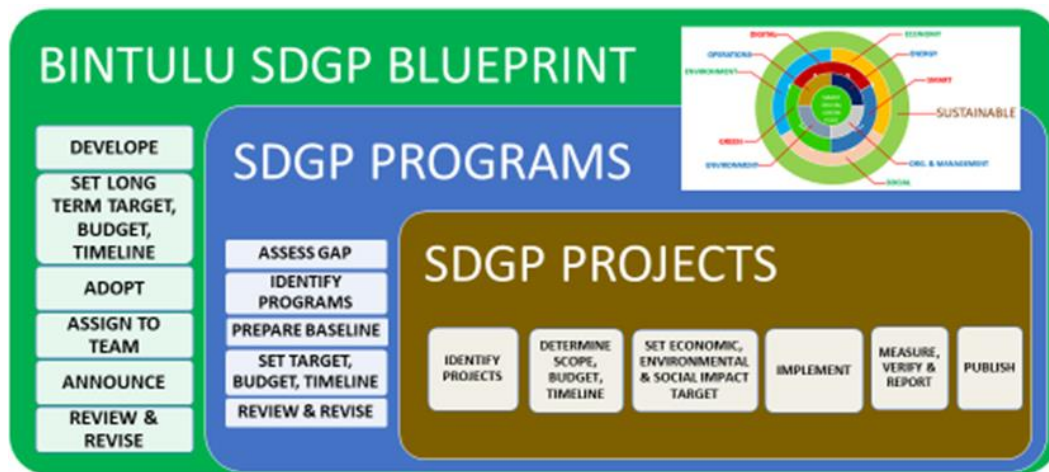 BINTULU SDGP BLUEPRINT
DEVELOPE
SET LONG
TERM TARGET,
BUDGET,
TIMELINE
ADOPT
ASSIGN TO
TEAM
ANNOUNCE
REVIEW &
REVISE
SDGP PROGRAMS
ASSESS GAP
IDENTIFY
PROGRAMS
PREPARE BASELINE
SET TARGET,
BUDGET, TIMELINE
REVIEW & REVISE
SDGP PROJECTS
IDENTIFY
PROJECTS
DETERMINE
SCOPE,
BUDGET,
TIMELINE
SET ECONOMIC,
ENVIRONMENTAL
& SOCIAL IMPACT
TARGET
IMPLEMENT
MEASURE,
VERIFY &
REPORT
PUBLISH
DIGITAL
ECONOMY
OPERATIONS
ENERGY
ENVIRONMENT
SMART
SUSTAINABLE
GREEN
ENVIRONMENT
ORG. & MANAGEMENT
SOCIAL